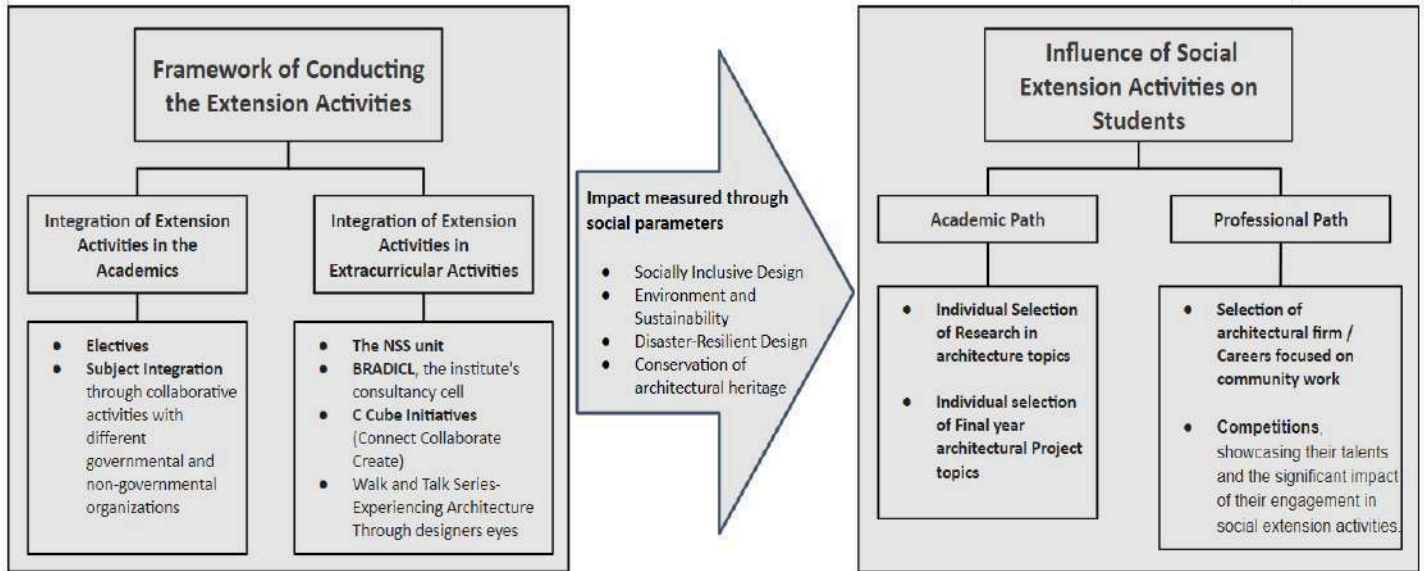 Framework of Conducting
the Extension Activities
Integration of Extension
Activities in the
Academics
Integration of Extension
Activities in
Extracurricular Activities
● Electives
● Subject Integration
through collaborative
activities with
different
governmental and
non-governmental
organizations
● The NSS unit
● BRADICL, the institute's
consultancy cell
● C Cube Initiatives
(Connect Collaborate
Create)
● Walk and Talk Series-
Experiencing Architecture
Through designers eyes
Impact measured through
social parameters
● Socially Inclusive Design
● Environment and
Sustainability
● Disaster-Resilient Design
● Conservation of
architectural heritage
Influence of Social
Extension Activities on
Students
Academic Path
Professional Path
● Individual Selection
of Research in
architecture topics
● Individual selection
of Final year
architectural Project
topics
● Selection of
architectural firm /
Careers focused on
community work
● Competitions,
showcasing their talents
and the significant impact
of their engagement in
social extension activities.